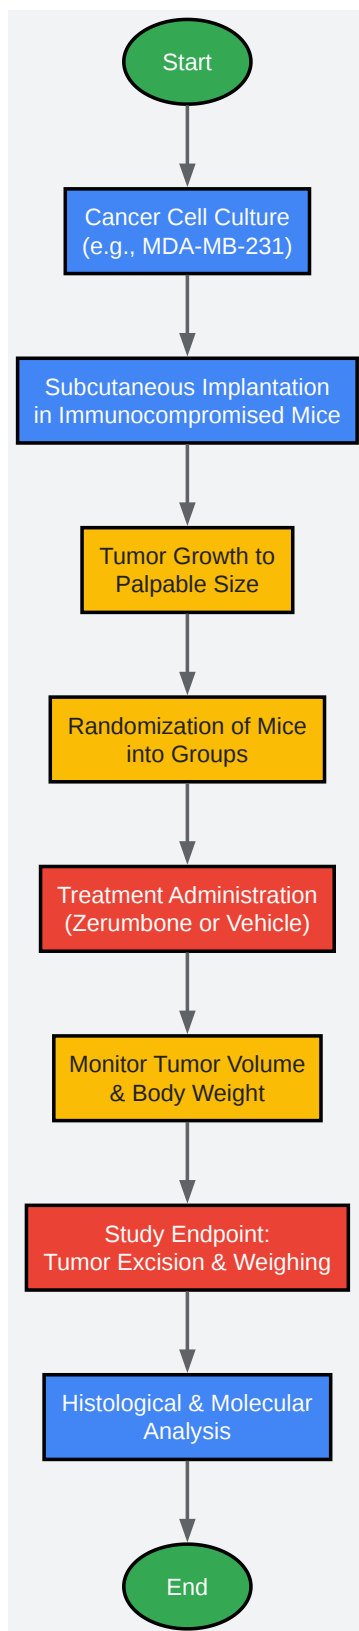 Start
Cancer Cell Culture
(e.g., MDA-MB-231)
Subcutaneous Implantation
in Immunocompromised Mice
Tumor Growth to
Palpable Size
Randomization of Mice
into Groups
Treatment Administration
(Zerumbone or Vehicle)
Monitor Tumor Volume
& Body Weight
Study Endpoint:
Tumor Excision & Weighing
Histological & Molecular
Analysis
End